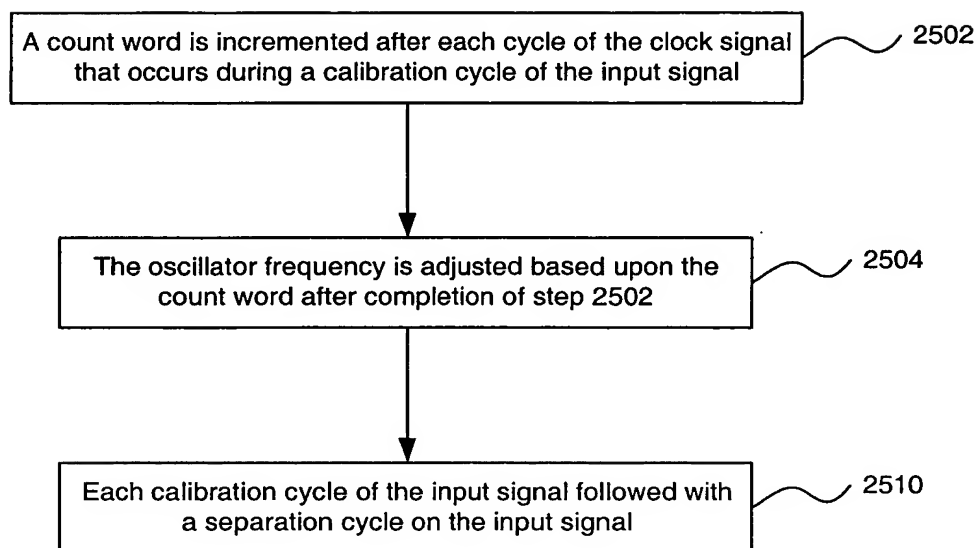 A count word is incremented after each cycle of the clock signal
that occurs during a calibration cycle of the input signal
2502
The oscillator frequency is adjusted based upon the
count word after completion of step 2502
2504
Each calibration cycle of the input signal followed with
a separation cycle on the input signal
2510